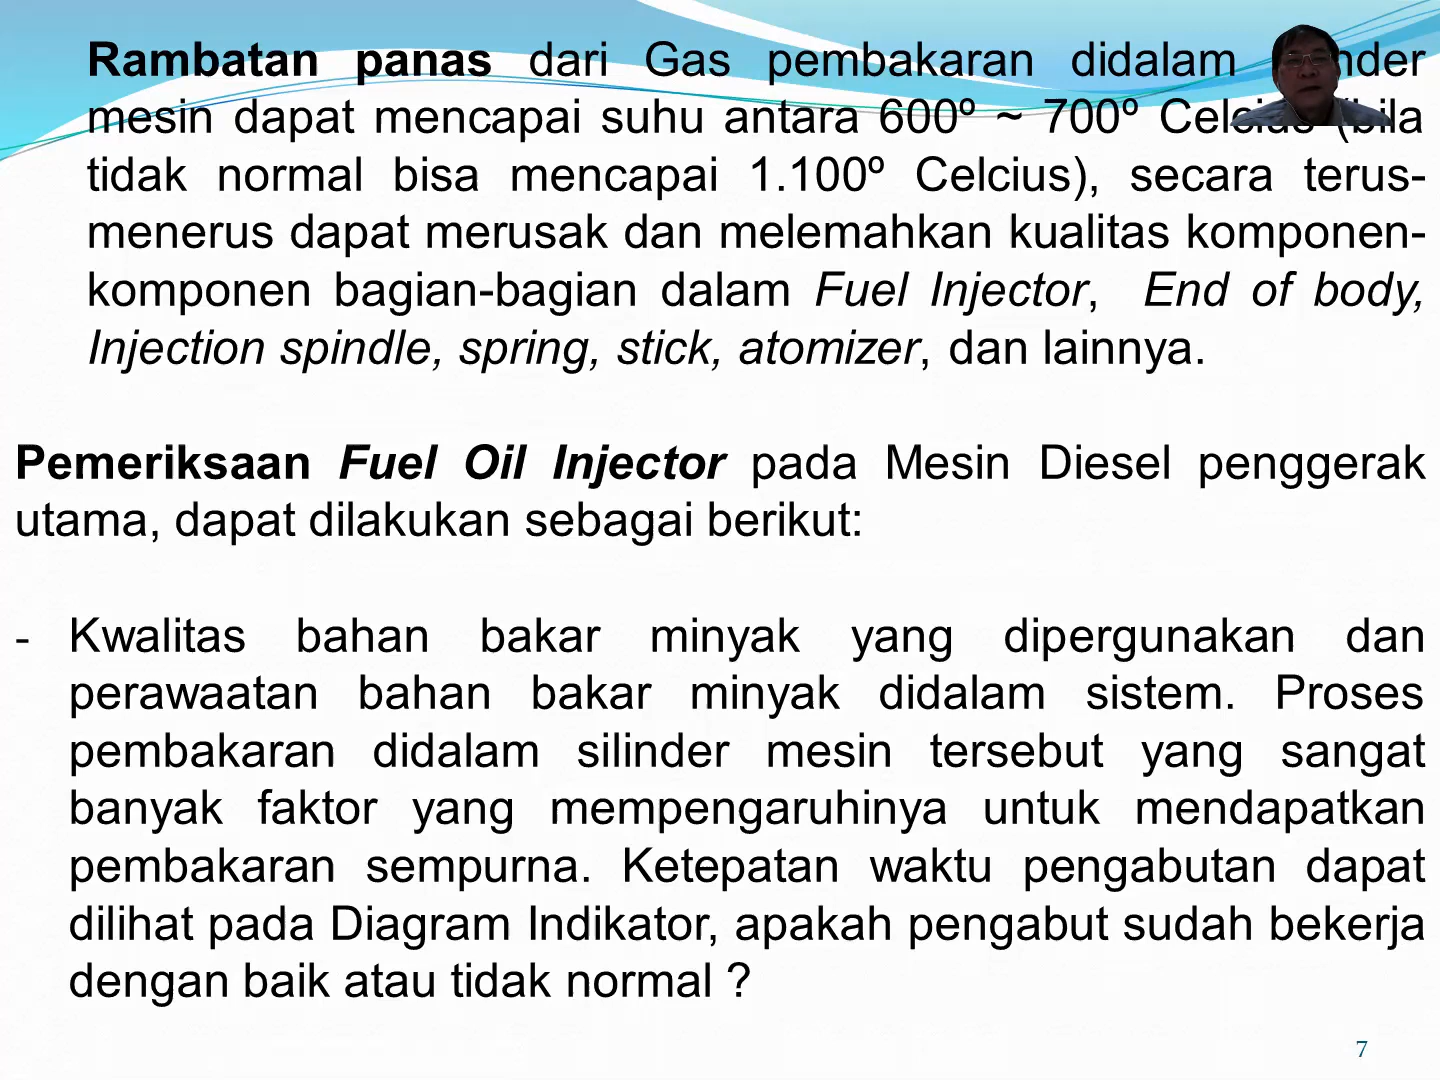 Rambatan panas dari Gas pembakaran didalam
mesin dapat mencapai suhu antara 600º ~ 700º Celcius (bila
tidak normal bisa mencapai 1.100º Celcius), secara terus-
menerus dapat merusak dan melemahkan kualitas komponen-
komponen bagian-bagian dalam Fuel Injector, End of body,
Injection spindle, spring, stick, atomizer, dan lainnya.
Pemeriksaan Fuel Oil Injector pada Mesin Diesel penggerak
utama, dapat dilakukan sebagai berikut:
- Kwalitas bahan bakar minyak yang dipergunakan dan
perawaatan bahan bakar minyak didalam sistem. Proses
pembakaran didalam silinder mesin tersebut yang sangat
banyak faktor yang mempengaruhinya untuk mendapatkan
pembakaran sempurna. Ketepatan waktu pengabutan dapat
dilihat pada Diagram Indikator, apakah pengabut sudah bekerja
dengan baik atau tidak normal ?
7